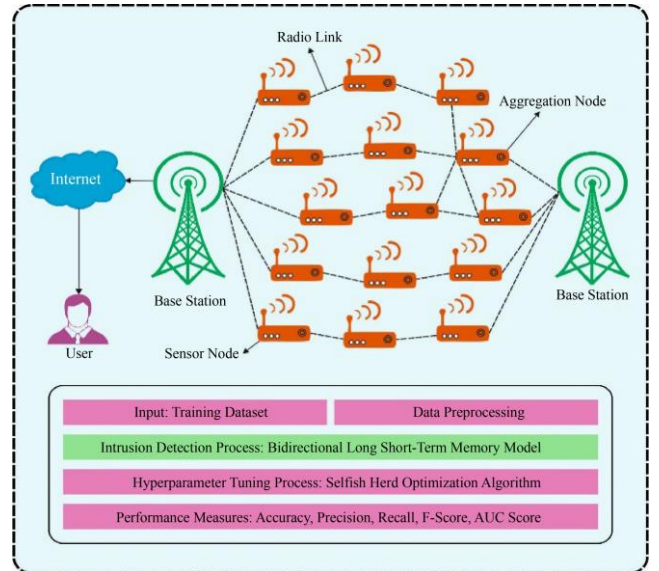 Radio Link
Aggregation Node
Internet
Base Station
Base Station
User
Sensor Node
Input: Training Dataset
Data Preprocessing
Intrusion Detection Process: Bidirectional Long Short-Term Memory Model
Hyperparameter Tuning Process: Selfish Herd Optimization Algorithm
Performance Measures: Accuracy, Precision, Recall, F-Score, AUC Score